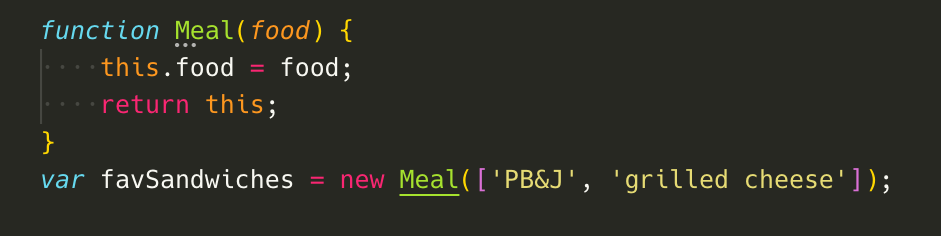 function Meal(food) {
    this.food = food;
    return this;
}
var favSandwiches = new Meal(['PB&J', 'grilled cheese']);